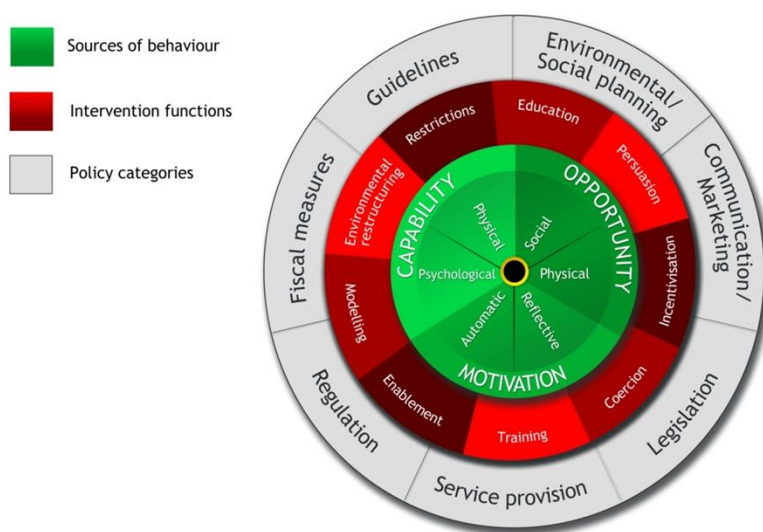 Sources of behaviour
Intervention functions
Policy categories
Guidelines
Environmental/
Social planning
Communication/
Marketing
Legislation
Service provision
Regulation
Fiscal measures
Restrictions
Education
Persuasion
Incentivisation
Coercion
Training
Enablement
Modelling
Environmental
restructuring
CAPABILITY
OPPORTUNITY
MOTIVATION
Physical
Social
Physical
Reflective
Automatic
Psychological